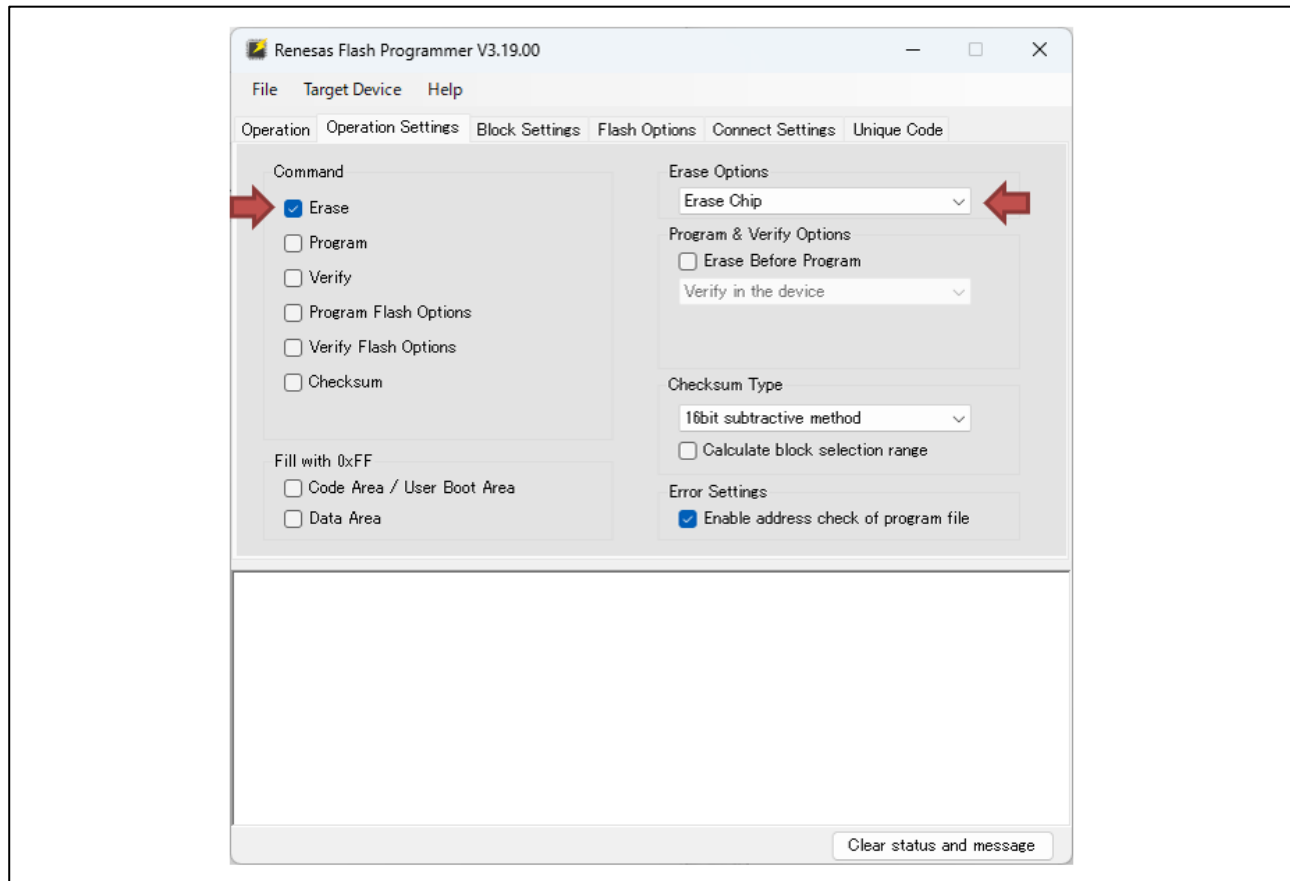 Renesas Flash Programmer V3.19.00
File Target Device Help
Operation Operation Settings Block Settings Flash Options Connect Settings Unique Code
Command
Erase
Program
Verify
Program Flash Options
Verify Flash Options
Checksum
Fill with 0xFF
Code Area / User Boot Area
Data Area
Erase Options
Erase Chip
Program & Verify Options
Erase Before Program
Verify in the device
Checksum Type
16bit subtractive method
Calculate block selection range
Error Settings
Enable address check of program file
Clear status and message